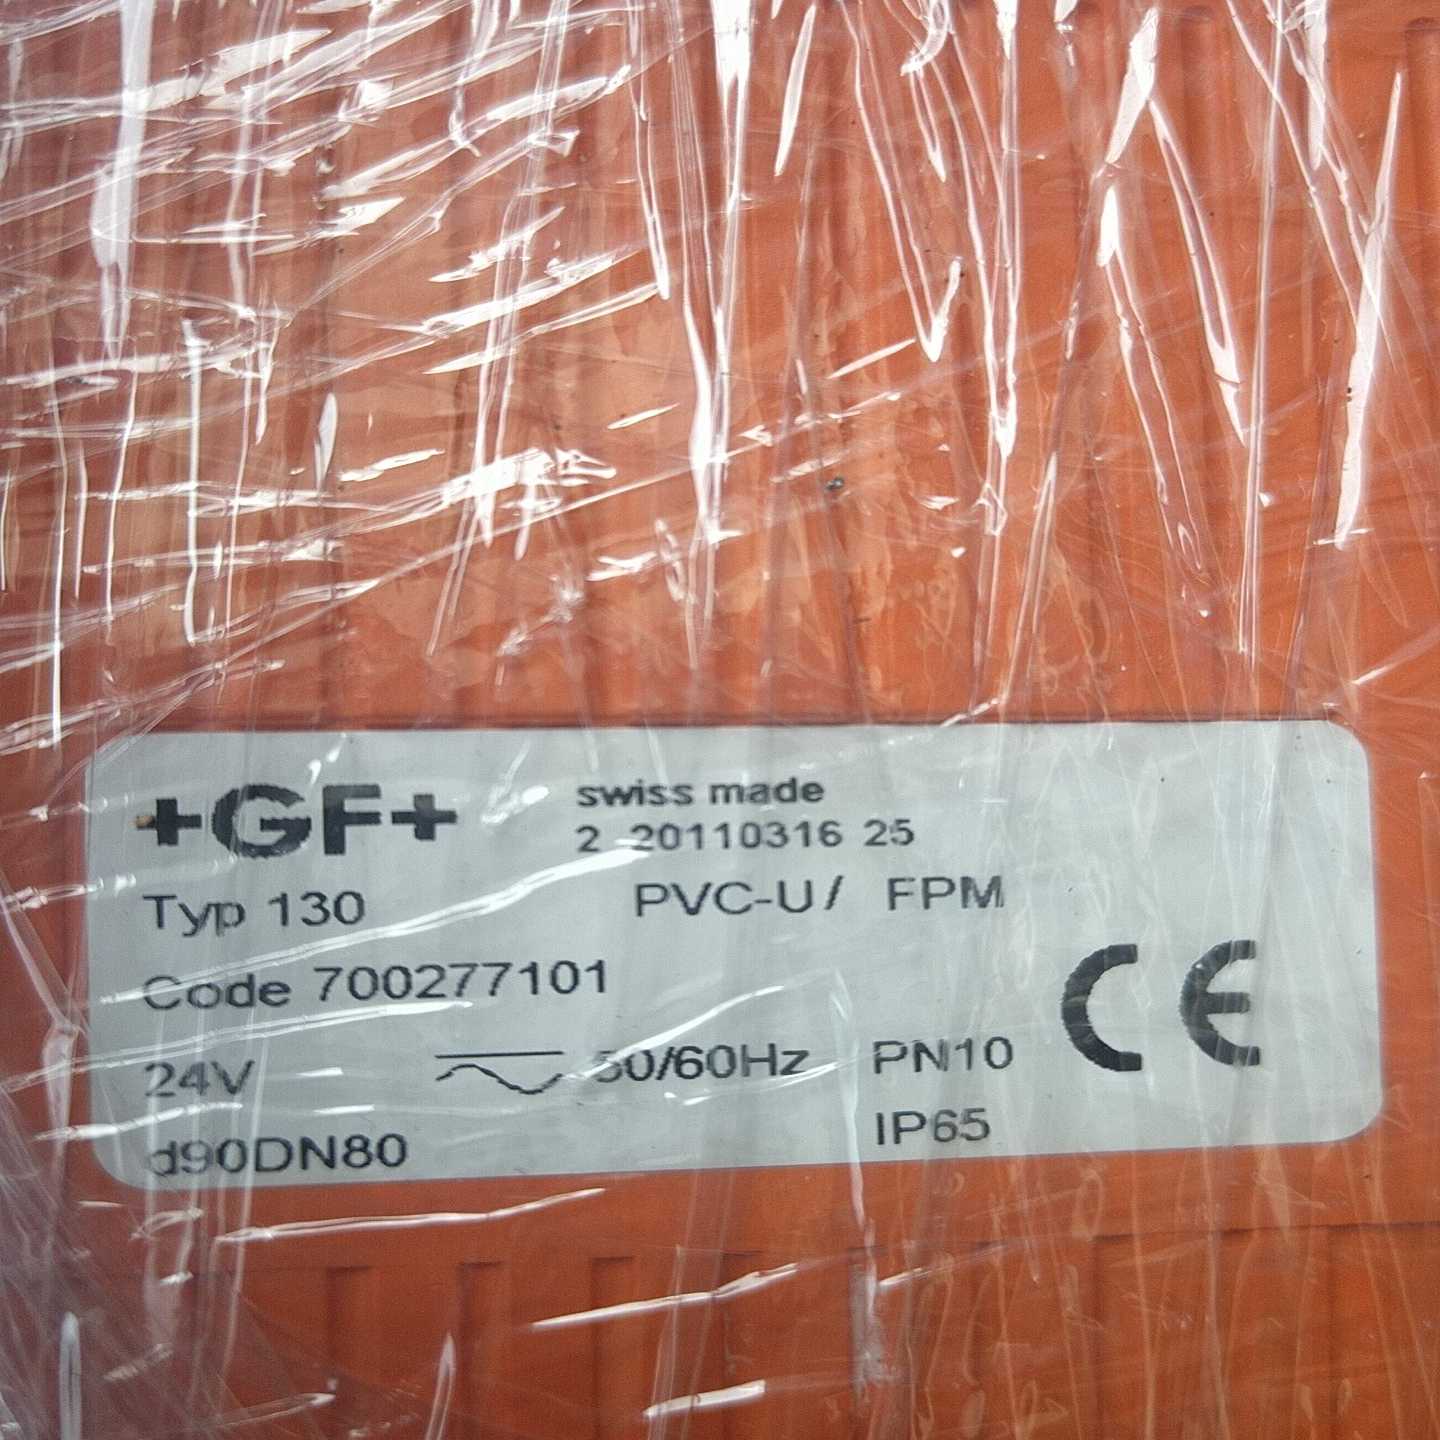 +GF+ swiss made
2 20110316 25
Typ 130 PVC-U/ FPM
Code 700277101
24V 50/60Hz PN10 CE
d90DN80 IP65